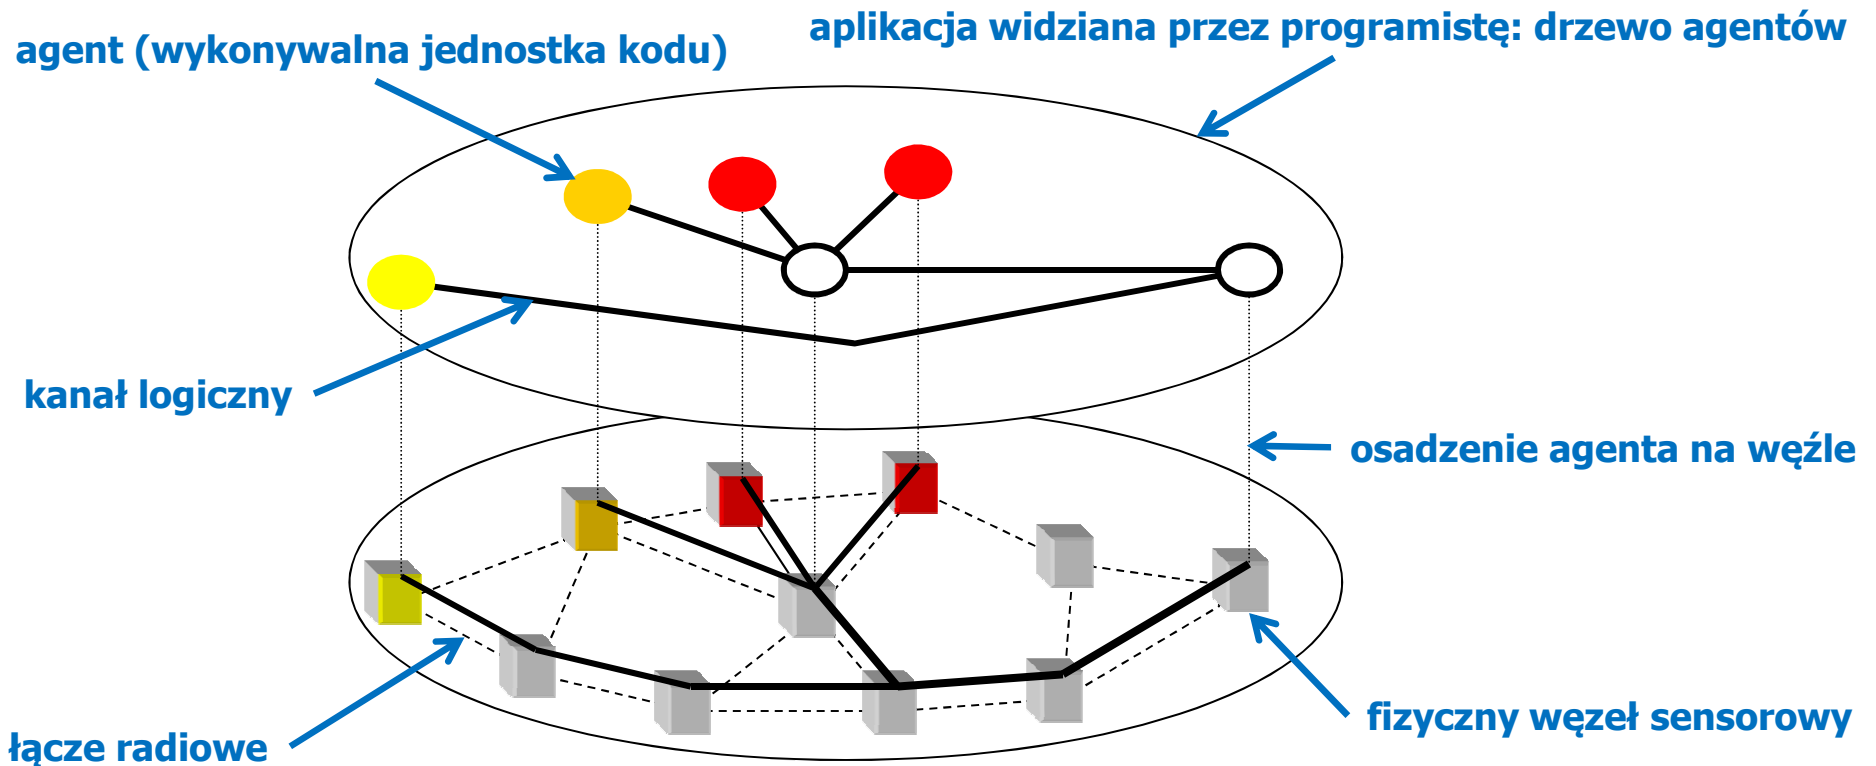 aplikacja widziana przez programistę: drzewo agentów
agent (wykonywalna jednostka kodu)
kanał logiczny
osadzenie agenta na węźle
fizyczny węzeł sensorowy
łącze radiowe